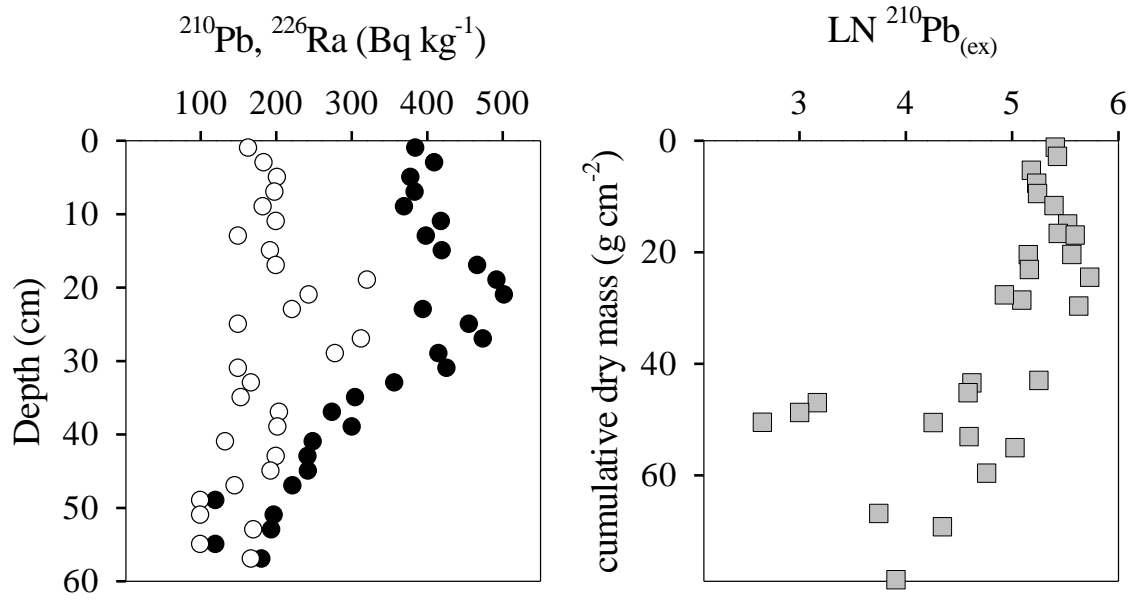 ²¹⁰Pb, ²²⁶Ra (Bq kg⁻¹)
100 200 300 400 500
0
10
20
30
40
50
60
Depth (cm)
LN ²¹⁰Pb₍ex₎
3 4 5 6
0
20
40
60
cumulative dry mass (g cm⁻²)